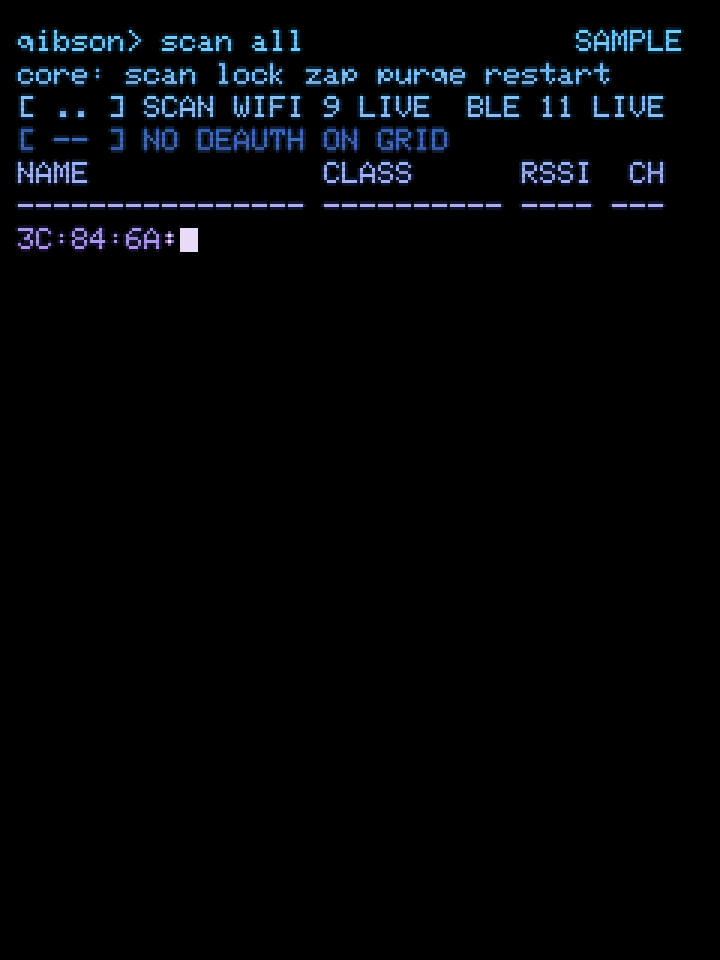 gibson> scan all SAMPLE
core: scan lock zap purge restart
[ .. ] SCAN WIFI 9 LIVE  BLE 11 LIVE
[ -- ] NO DEAUTH ON GRID
NAME CLASS RSSI CH
---------------- ---------- ---- ---
3C:84:6A: